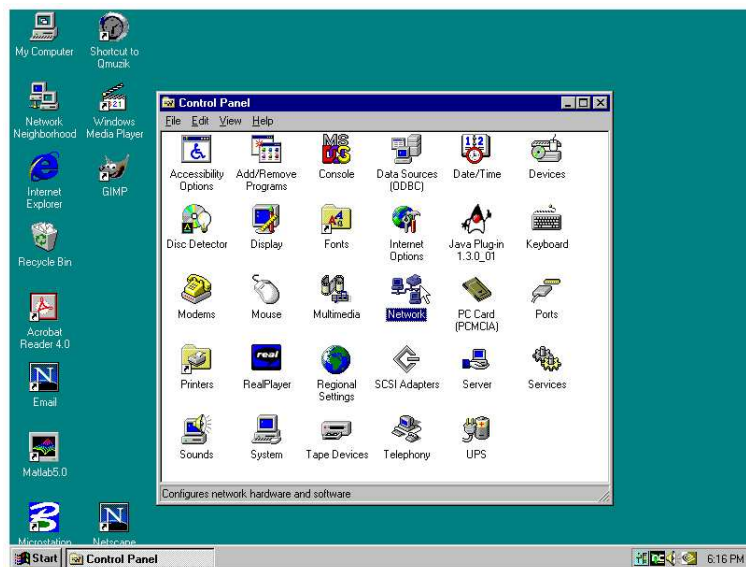 My Computer
Shortcut to
Qmuzik
Network
Neighborhood
Windows
Media Player
Internet
Explorer
GIMP
Recycle Bin
Acrobat
Reader 4.0
Email
Matlab5.0
Microstation
Netscape
Control Panel
File Edit View Help
Accessibility
Options
Add/Remove
Programs
MS
DOS
Console
Data Sources
(ODBC)
Date/Time
Devices
Disc Detector
Display
Fonts
Internet
Options
Java Plug-in
1.3.0_01
Keyboard
Modems
Mouse
Multimedia
Network
PC Card
(PCMCIA)
Ports
Printers
real
RealPlayer
Regional
Settings
SCSI Adapters
Server
Services
Sounds
System
Tape Devices
Telephony
UPS
Configures network hardware and software
Start
Control Panel
6:16 PM